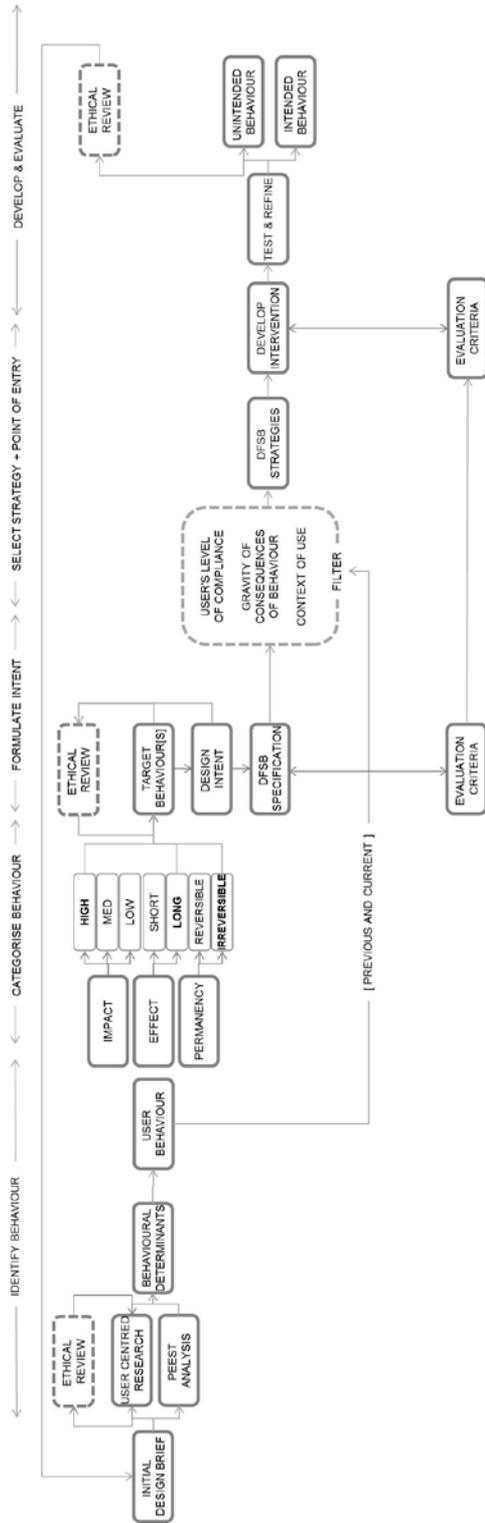 IDENTIFY BEHAVIOUR
CATEGORISE BEHAVIOUR
FORMULATE INTENT
SELECT STRATEGY + POINT OF ENTRY
DEVELOP & EVALUATE
INITIAL
DESIGN BRIEF
ETHICAL
REVIEW
USER CENTRED
RESEARCH
PEEST
ANALYSIS
BEHAVIOURAL
DETERMINANTS
USER
BEHAVIOUR
IMPACT
EFFECT
PERMANENCY
HIGH
MED
LOW
SHORT
LONG
REVERSIBLE
IRREVERSIBLE
ETHICAL
REVIEW
TARGET
BEHAVIOUR[S]
DESIGN
INTENT
DFSB
SPECIFICATION
[ PREVIOUS AND CURRENT ]
EVALUATION
CRITERIA
USER'S LEVEL
OF COMPLIANCE
GRAVITY OF
CONSEQUENCES
OF BEHAVIOUR
CONTEXT OF USE
FILTER
DFSB
STRATEGIES
DEVELOP
INTERVENTION
EVALUATION
CRITERIA
TEST & REFINE
ETHICAL
REVIEW
UNINTENDED
BEHAVIOUR
INTENDED
BEHAVIOUR